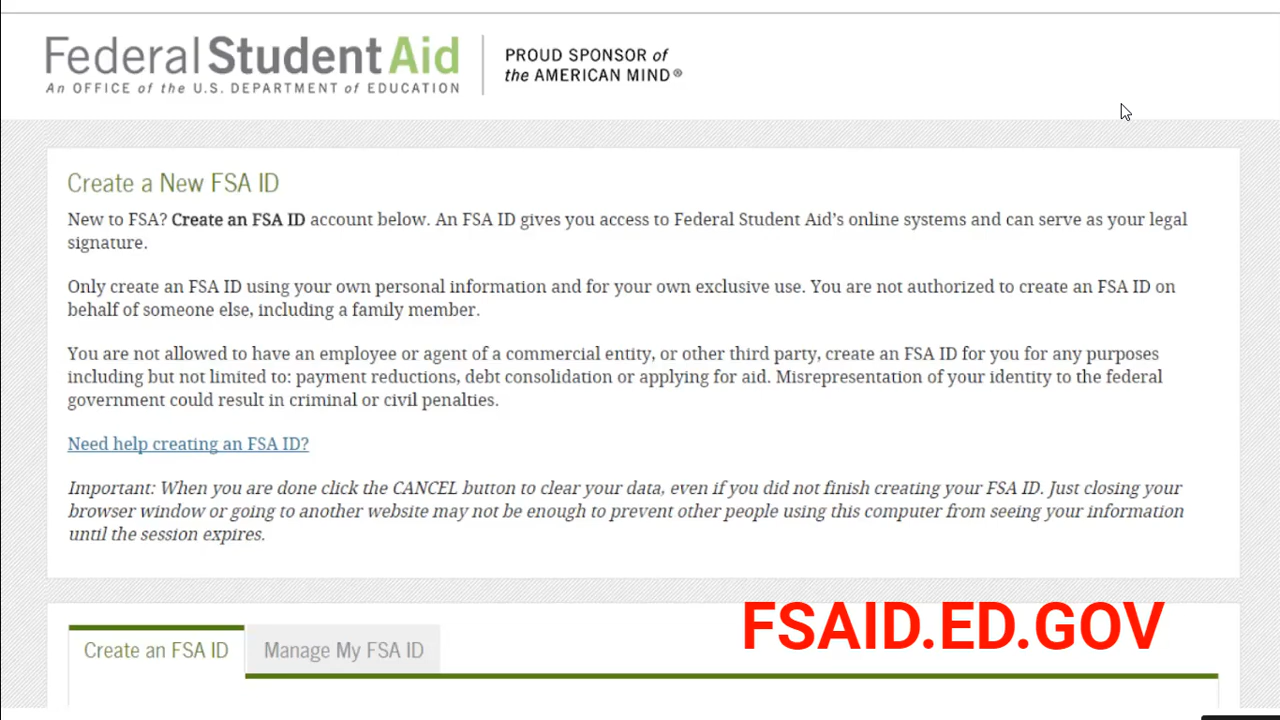 Federal Student Aid
An OFFICE of the U.S. DEPARTMENT of EDUCATION
PROUD SPONSOR of
the AMERICAN MIND®
Create a New FSA ID
New to FSA? Create an FSA ID account below. An FSA ID gives you access to Federal Student Aid's online systems and can serve as your legal
signature.
Only create an FSA ID using your own personal information and for your own exclusive use. You are not authorized to create an FSA ID on
behalf of someone else, including a family member.
You are not allowed to have an employee or agent of a commercial entity, or other third party, create an FSA ID for you for any purposes
including but not limited to: payment reductions, debt consolidation or applying for aid. Misrepresentation of your identity to the federal
government could result in criminal or civil penalties.
Need help creating an FSA ID?
Important: When you are done click the CANCEL button to clear your data, even if you did not finish creating your FSA ID. Just closing your
browser window or going to another website may not be enough to prevent other people using this computer from seeing your information
until the session expires.
FSAID.ED.GOV
Create an FSA ID
Manage My FSA ID